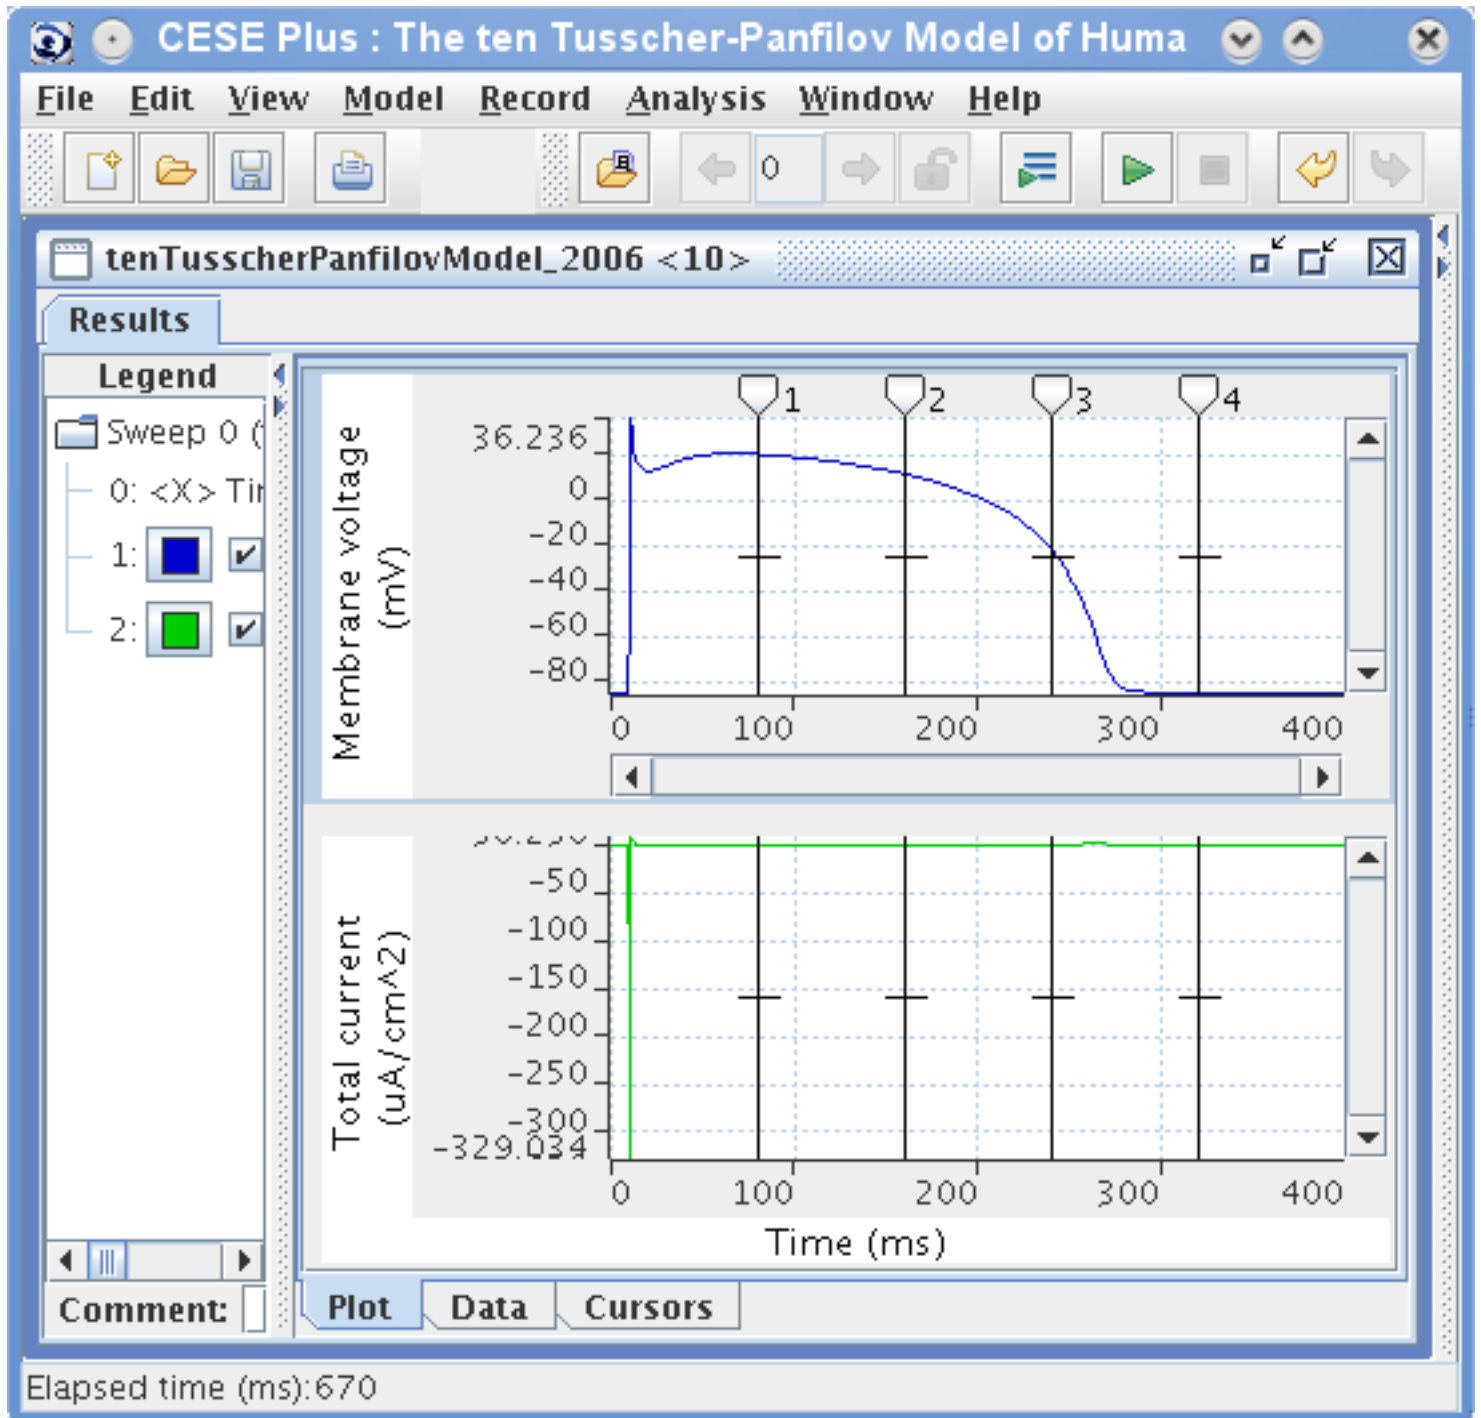 CESE Plus : The ten Tusscher-Panfilov Model of Huma
File Edit View Model Record Analysis Window Help
0
tenTusscherPanfilovModel_2006 <10>
Results
Legend
Sweep 0 (
0: <X> Tir
1:
2:
1 2 3 4
Membrane voltage
(mV)
36.236
0
-20
-40
-60
-80
0 100 200 300 400
Total current
(uA/cm^2)
-50
-100
-150
-200
-250
-300
-329.034
0 100 200 300 400
Time (ms)
Comment:
Plot Data Cursors
Elapsed time (ms):670